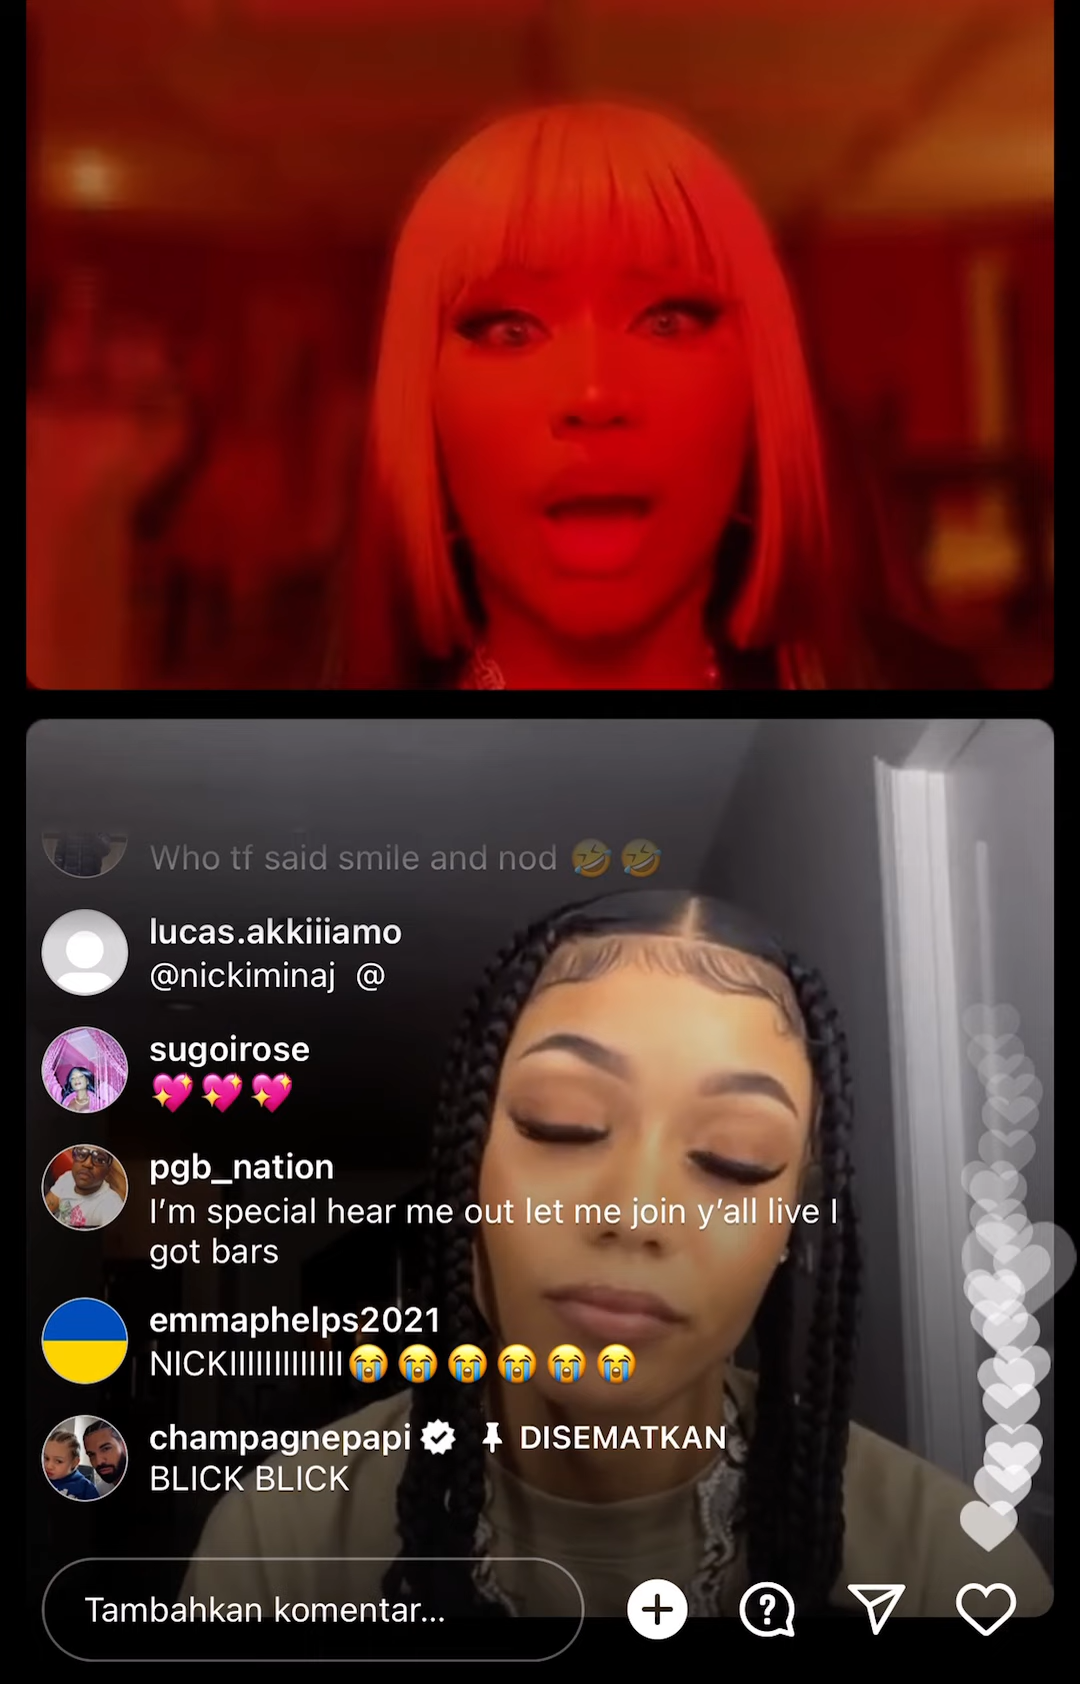 Who tf said smile and nod 🤣🤣
lucas.akkiiiamo
@nickiminaj @
sugoirose
💖💖💖
pgb_nation
I’m special hear me out let me join y’all live I
got bars
emmaphelps2021
NICKIIIIIIIIIIIII😭😭😭😭😭😭
champagnepapi DISEMATKAN
BLICK BLICK
Tambahkan komentar...